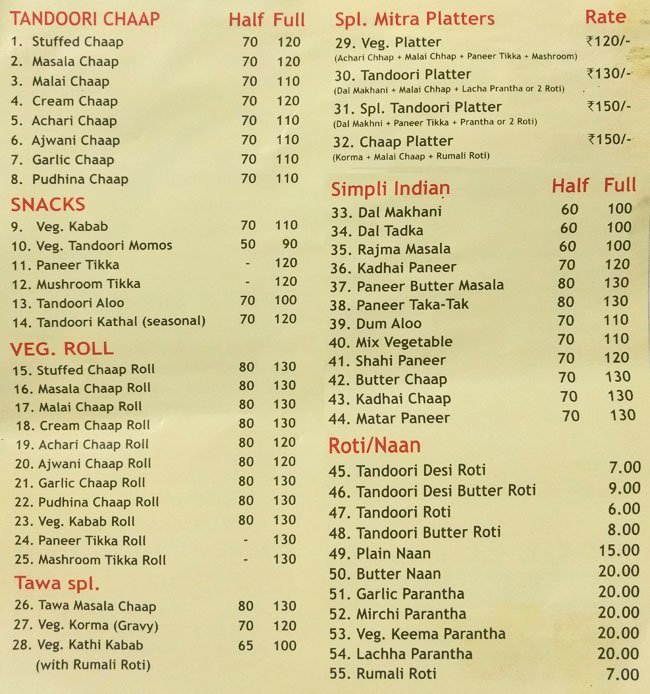 TANDOORI CHAAP Half Full
1. Stuffed Chaap 70 120
2. Masala Chaap 70 120
3. Malai Chaap 70 110
4. Cream Chaap 70 120
5. Achari Chaap 70 110
6. Ajwani Chaap 70 110
7. Garlic Chaap 70 110
8. Pudhina Chaap 70 110
SNACKS
9. Veg. Kabab 70 110
10. Veg. Tandoori Momos 50 90
11. Paneer Tikka - 120
12. Mushroom Tikka - 120
13. Tandoori Aloo 70 100
14. Tandoori Kathal (seasonal) 70 120
VEG. ROLL
15. Stuffed Chaap Roll 80 130
16. Masala Chaap Roll 80 130
17. Malai Chaap Roll 80 130
18. Cream Chaap Roll 80 130
19. Achari Chaap Roll 80 120
20. Ajwani Chaap Roll 80 120
21. Garlic Chaap Roll 80 130
22. Pudhina Chaap Roll 80 130
23. Veg. Kabab Roll 80 130
24. Paneer Tikka Roll - 130
25. Mashroom Tikka Roll - 130
Tawa spl.
26. Tawa Masala Chaap 80 130
27. Veg. Korma (Gravy) 70 120
28. Veg. Kathi Kabab 65 100
(with Rumali Roti)
Spl. Mitra Platters Rate
29. Veg. Platter ₹120/-
(Achari Chhap + Malai Chhap + Paneer Tikka + Mashroom)
30. Tandoori Platter ₹130/-
(Dal Makhani + Malai Chhap + Lacha Prantha or 2 Roti)
31. Spl. Tandoori Platter ₹150/-
(Dal Makhni + Paneer Tikka + Prantha or 2 Roti)
32. Chaap Platter ₹150/-
(Korma + Malai Chaap + Rumali Roti)
Simpli Indian Half Full
33. Dal Makhani 60 100
34. Dal Tadka 60 100
35. Rajma Masala 60 100
36. Kadhai Paneer 70 120
37. Paneer Butter Masala 80 130
38. Paneer Taka-Tak 80 130
39. Dum Aloo 70 110
40. Mix Vegetable 70 110
41. Shahi Paneer 70 120
42. Butter Chaap 70 130
43. Kadhai Chaap 70 130
44. Matar Paneer 70 130
Roti/Naan
45. Tandoori Desi Roti 7.00
46. Tandoori Desi Butter Roti 9.00
47. Tandoori Roti 6.00
48. Tandoori Butter Roti 8.00
49. Plain Naan 15.00
50. Butter Naan 20.00
51. Garlic Parantha 20.00
52. Mirchi Parantha 20.00
53. Veg. Keema Parantha 20.00
54. Lachha Parantha 20.00
55. Rumali Roti 7.00